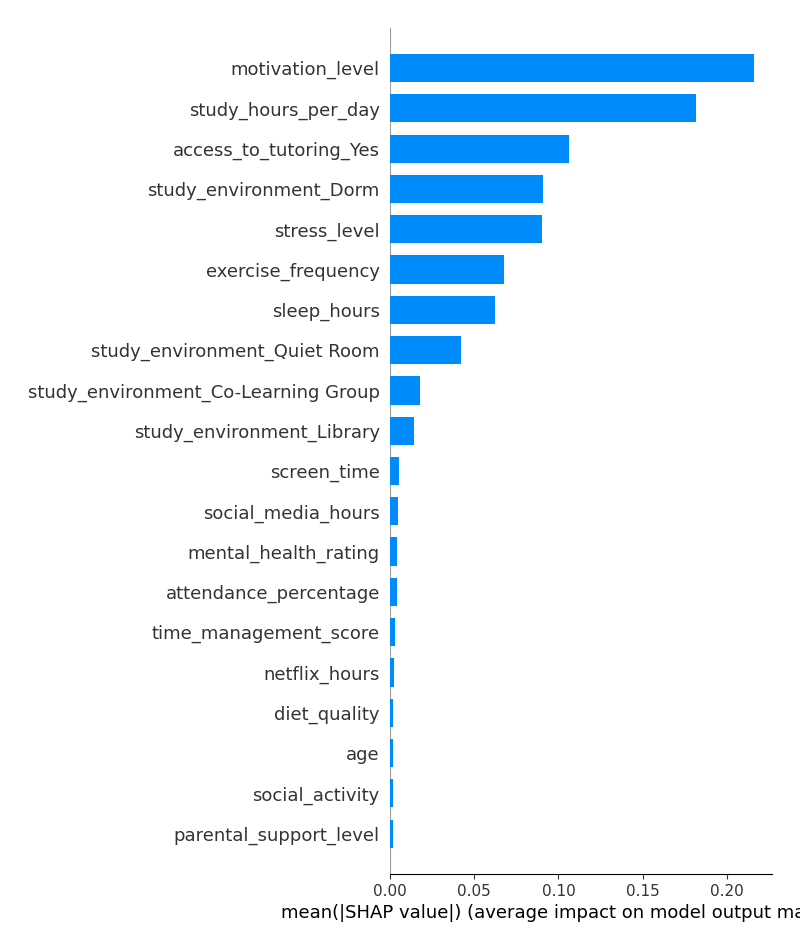 motivation_level
study_hours_per_day
access_to_tutoring_Yes
study_environment_Dorm
stress_level
exercise_frequency
sleep_hours
study_environment_Quiet Room
study_environment_Co-Learning Group
study_environment_Library
screen_time
social_media_hours
mental_health_rating
attendance_percentage
time_management_score
netflix_hours
diet_quality
age
social_activity
parental_support_level
0.00 0.05 0.10 0.15 0.20
mean(|SHAP value|) (average impact on model output ma